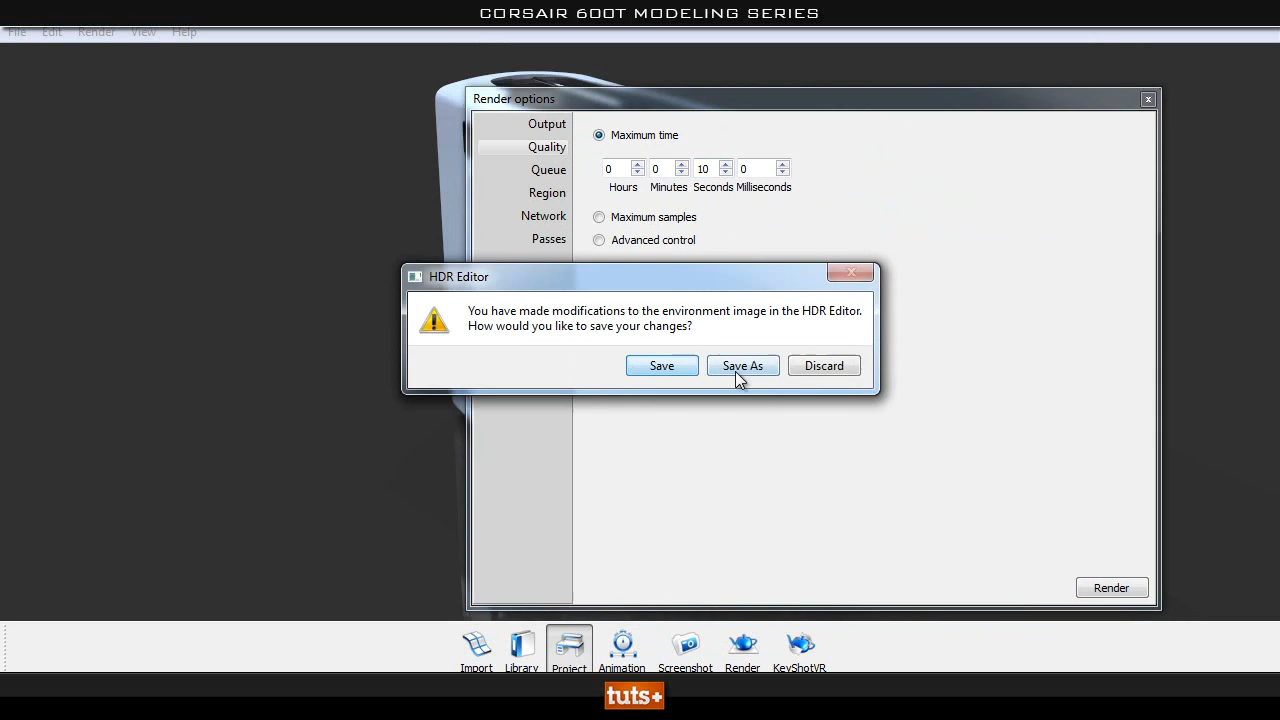 CORSAIR 600T MODELING SERIES
File Edit Render View Help
Render options
Output
Quality
Queue
Region
Network
Passes
Maximum time
0 0 10 0
Hours Minutes Seconds Milliseconds
Maximum samples
Advanced control
HDR Editor
You have made modifications to the environment image in the HDR Editor.
How would you like to save your changes?
Save Save As Discard
Render
Import Library Project Animation Screenshot Render KeyShotVR
tuts+